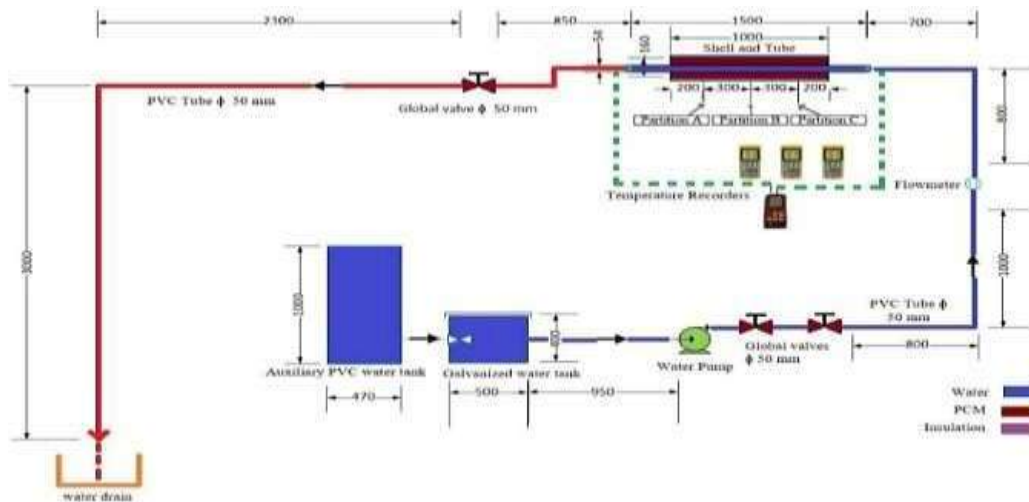 2300
850
1500
700
1000
54
160
Shell and Tube
PVC Tube ϕ 50 mm
Global valve ϕ 50 mm
200
300
300
200
Partition A
Partition B
Partition C
800
Temperature Recorders
Flowmeter
3000
1000
1000
PVC Tube ϕ
50 mm
400
Global valves
ϕ 50 mm
800
Auxiliary PVC water tank
Galvanized water tank
Water Pump
470
500
950
Water
PCM
Insulation
water drain